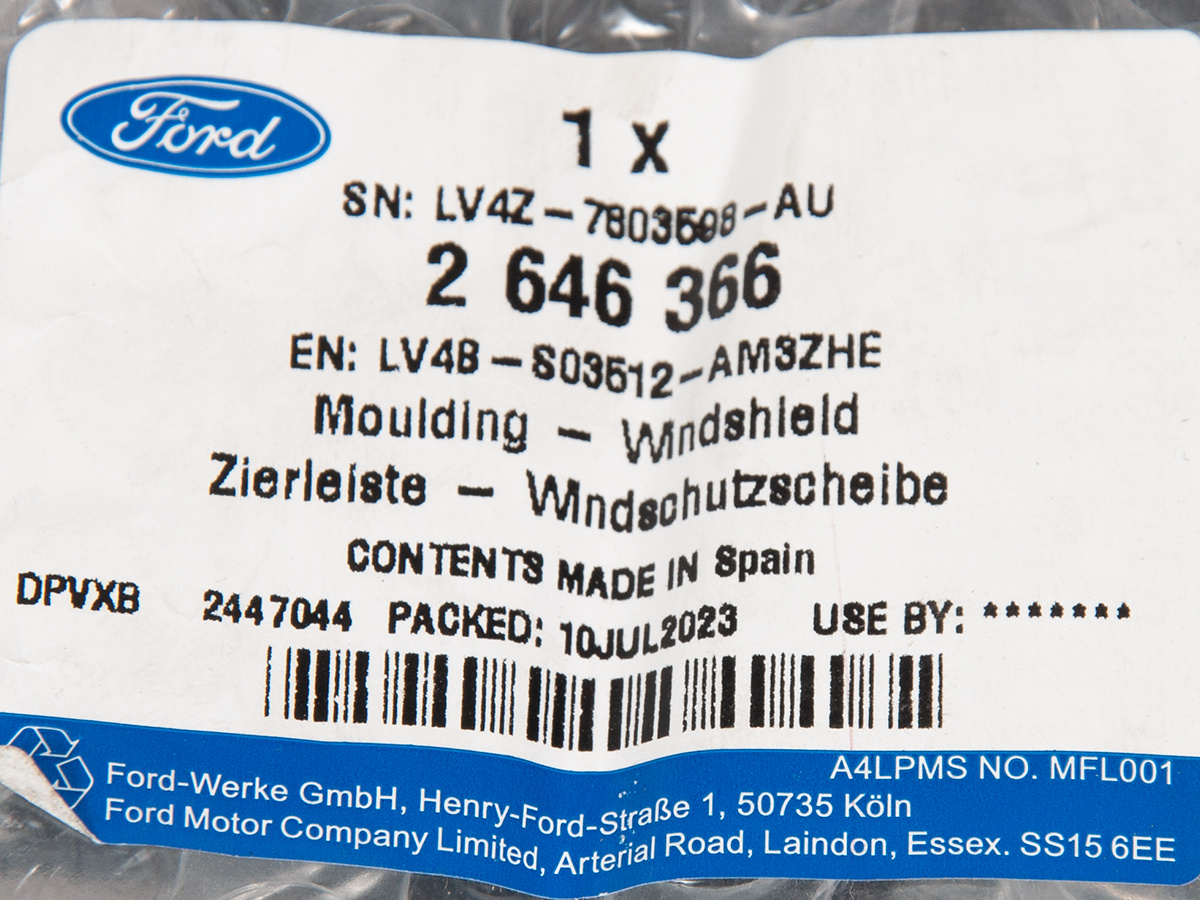 Ford
1 x
SN: LV4Z-7803598-AU
2 646 366
EN: LV4B-S03512-AM3ZHE
Moulding - Windshield
Zierleiste - Windschutzscheibe
CONTENTS MADE IN Spain
DPVXB 2447044 PACKED: 10JUL2023 USE BY: *******
A4LPMS NO. MFL001
Ford-Werke GmbH, Henry-Ford-Straße 1, 50735 Köln
Ford Motor Company Limited, Arterial Road, Laindon, Essex. SS15 6EE